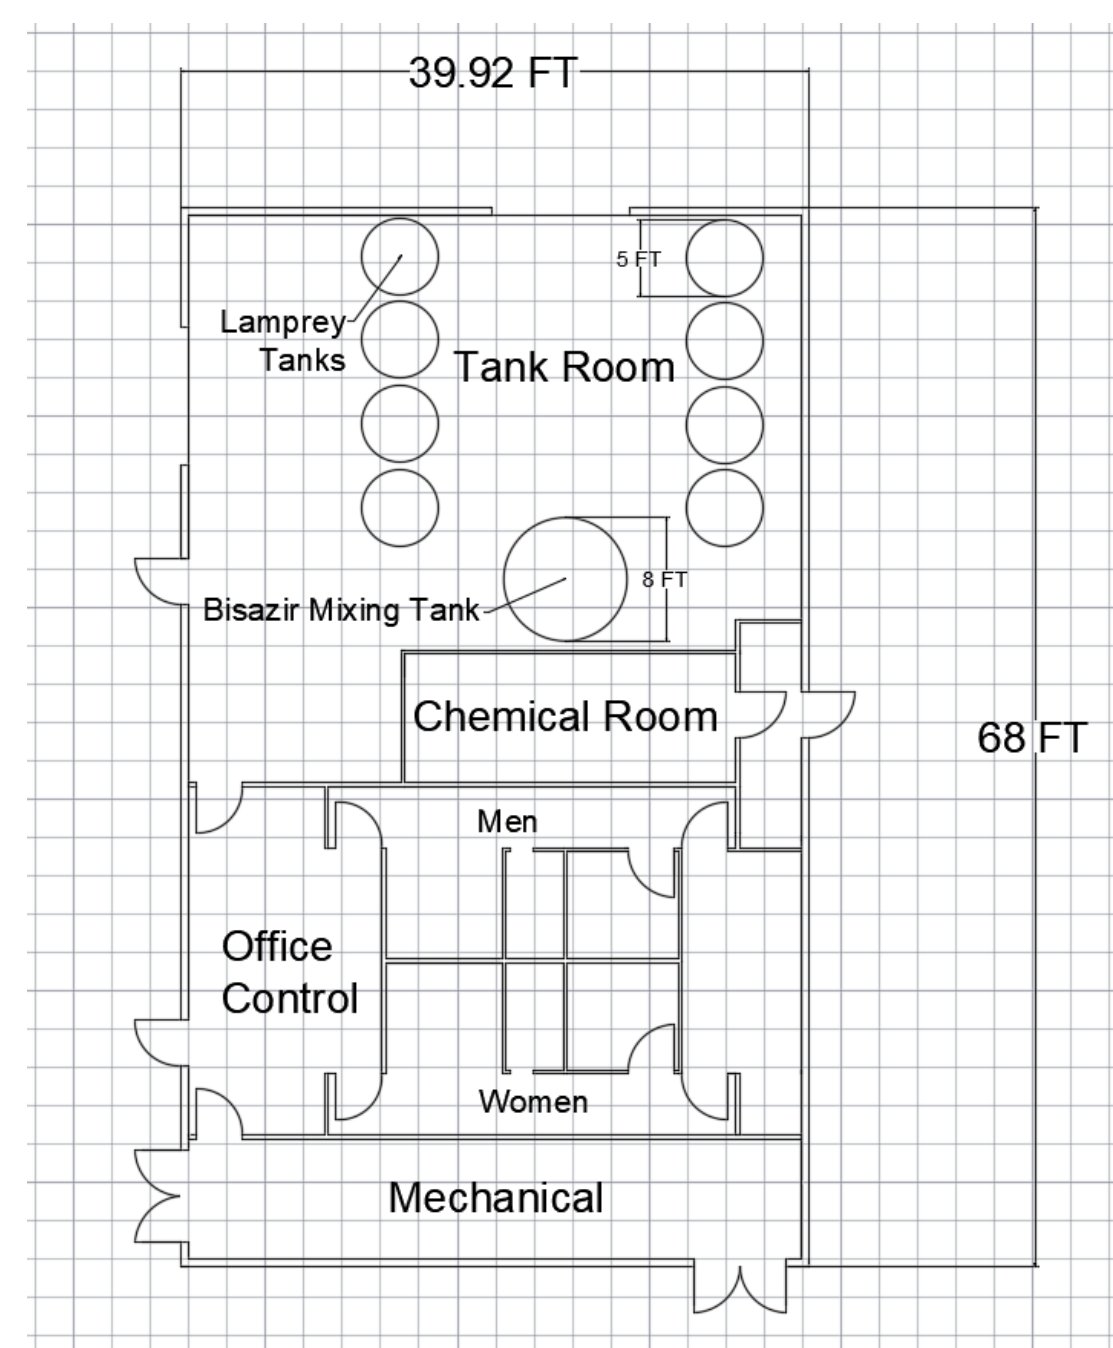 39.92 FT
5 FT
Lamprey
Tanks
Tank Room
8 FT
Bisazir Mixing Tank
Chemical Room
68 FT
Men
Office
Control
Women
Mechanical